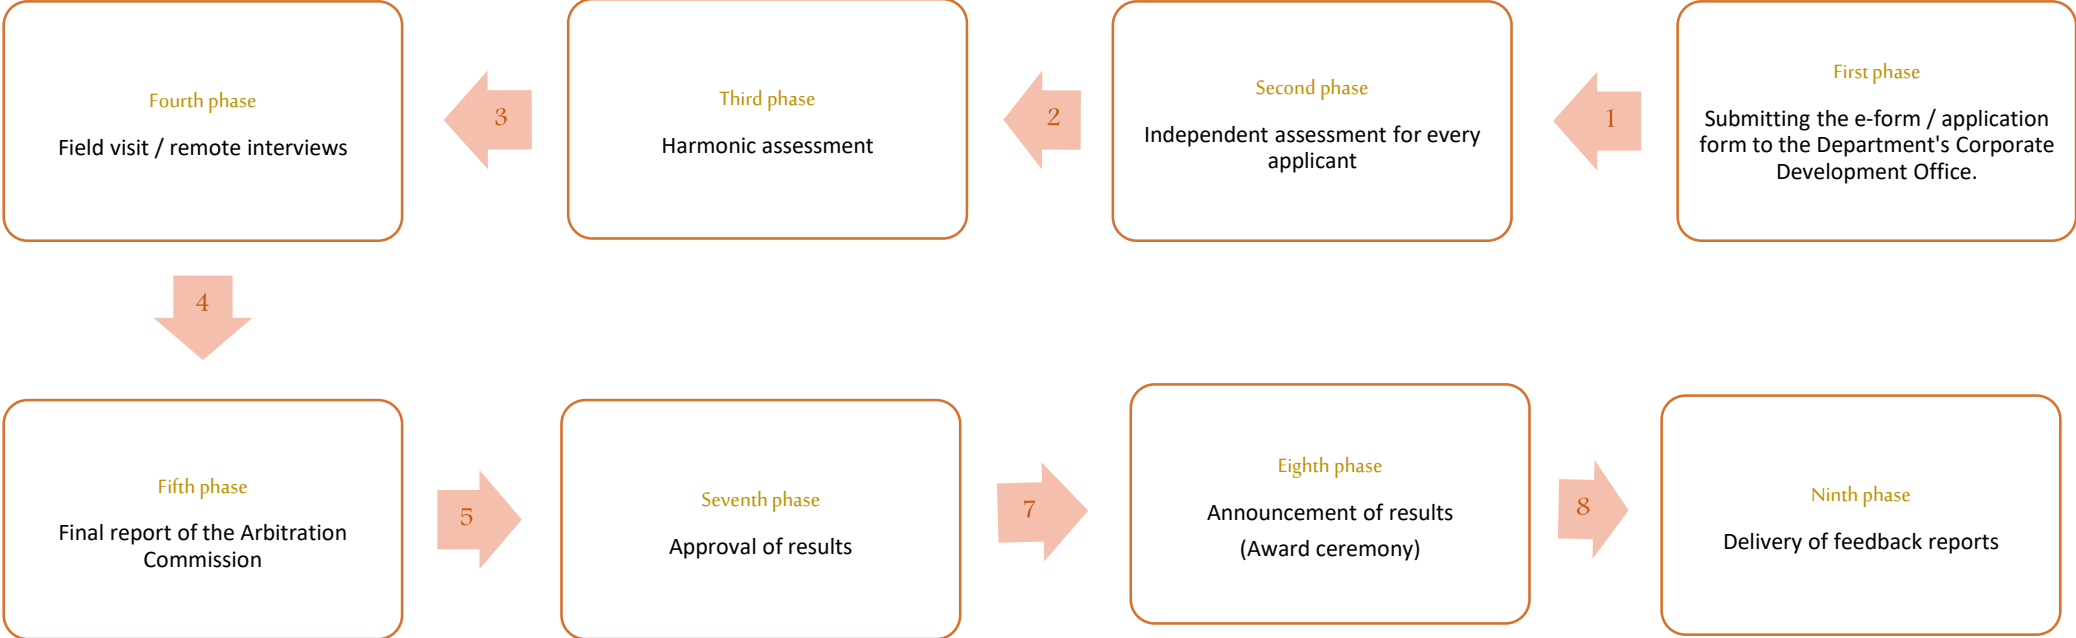 First phase
Submitting the e-form / application
form to the Department's Corporate
Development Office.
1
Second phase
Independent assessment for every
applicant
2
Third phase
Harmonic assessment
3
Fourth phase
Field visit / remote interviews
4
Fifth phase
Final report of the Arbitration
Commission
5
Seventh phase
Approval of results
7
Eighth phase
Announcement of results
(Award ceremony)
8
Ninth phase
Delivery of feedback reports